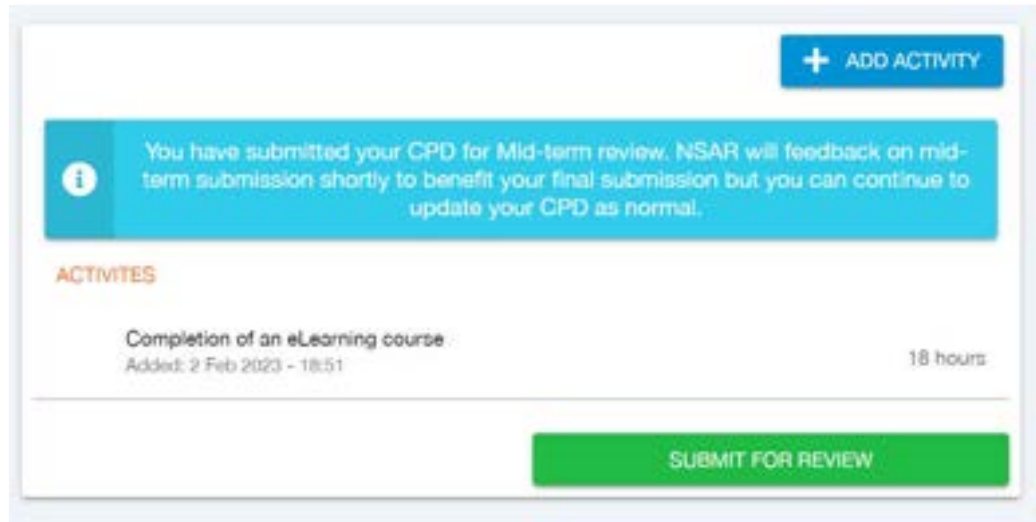 + ADD ACTIVITY
You have submitted your CPD for Mid-term review. NSAR will feedback on mid-
term submission shortly to benefit your final submission but you can continue to
update your CPD as normal.
ACTIVITES
Completion of an eLearning course
Added: 2 Feb 2023 - 18:51
18 hours
SUBMIT FOR REVIEW